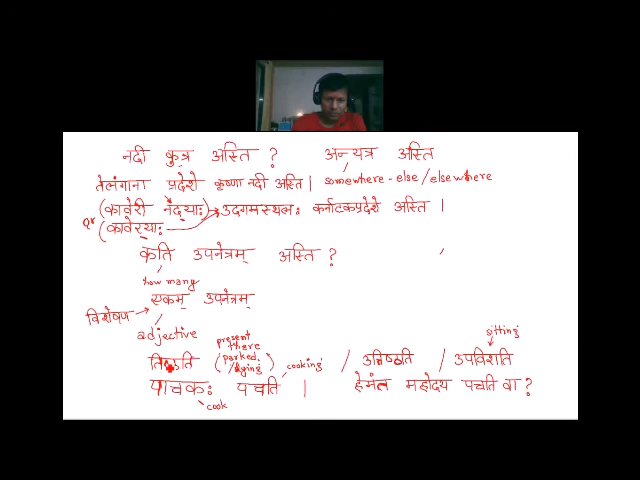 नदी कुत्र अस्ति ? अन्यत्र अस्ति
तेलंगाना प्रदेशे कृष्णा नदी अस्ति | somewhere-else/elsewhere
(कावेरी नद्याः) उदगमस्थलः कर्नाटकप्रदेशे अस्ति |
or (कावेर्याः
कति उपनेत्रम् अस्ति ?
how many
एकम् उपनेत्रम्
विशेषण
adjective
present there (parked, /lying) sitting
तिष्ठति / उत्तिष्ठति / उपविशति
cooking
पाचकः पचति | हेमंत महोदय पचति वा ?
cook